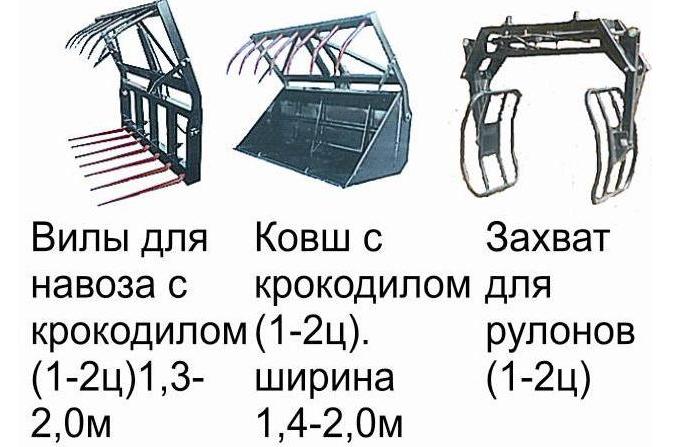 Вилы для
навоза с
крокодилом
(1-2ц)1,3-
2,0м
Ковш с
крокодилом
(1-2ц).
ширина
1,4-2,0м
Захват
для
рулонов
(1-2ц)